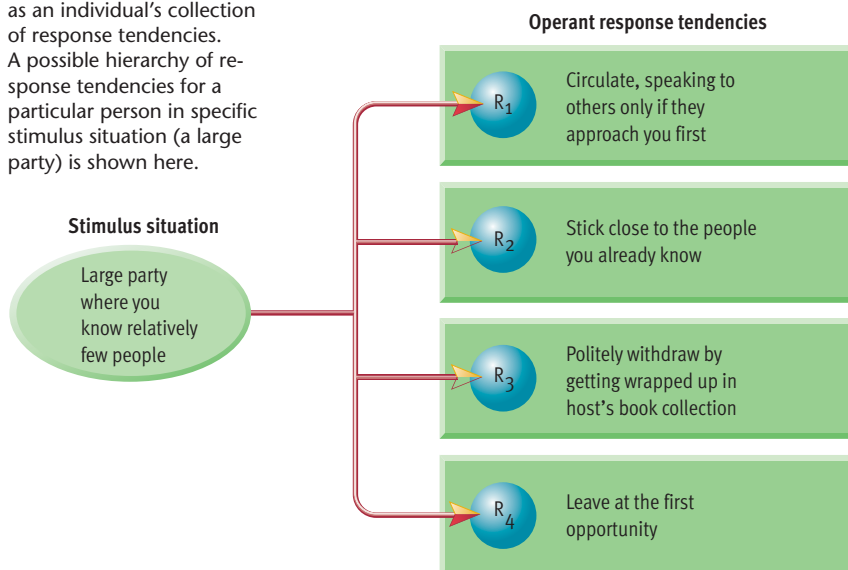 as an individual's collection
of response tendencies.
A possible hierarchy of re-
sponse tendencies for a
particular person in specific
stimulus situation (a large
party) is shown here.
Stimulus situation
Large party
where you
know relatively
few people
Operant response tendencies
R1
Circulate, speaking to
others only if they
approach you first
R2
Stick close to the people
you already know
R3
Politely withdraw by
getting wrapped up in
host's book collection
R4
Leave at the first
opportunity